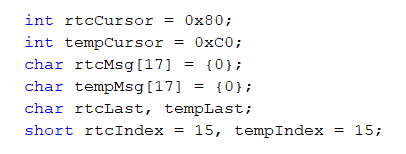 int rtcCursor = 0x80;
int tempCursor = 0xC0;
char rtcMsg[17] = {0};
char tempMsg[17] = {0};
char rtcLast, tempLast;
short rtcIndex = 15, tempIndex = 15;